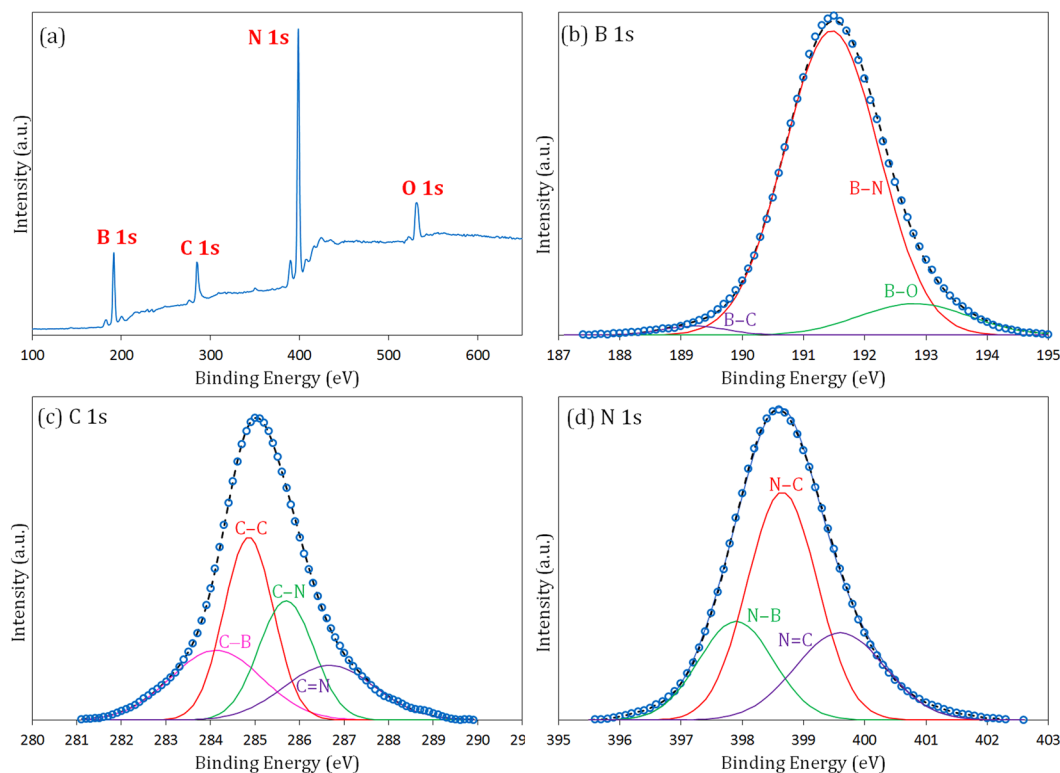 (a)
N 1s
O 1s
B 1s
C 1s
Intensity (a.u.)
100 200 300 400 500 600
Binding Energy (eV)
(b) B 1s
B−N
B−O
B−C
Intensity (a.u.)
187 188 189 190 191 192 193 194 195
Binding Energy (eV)
(c) C 1s
C−C
C−N
C−B
C=N
Intensity (a.u.)
280 281 282 283 284 285 286 287 288 289 29
Binding Energy (eV)
(d) N 1s
N−C
N−B
N=C
Intensity (a.u.)
395 396 397 398 399 400 401 402 403
Binding Energy (eV)